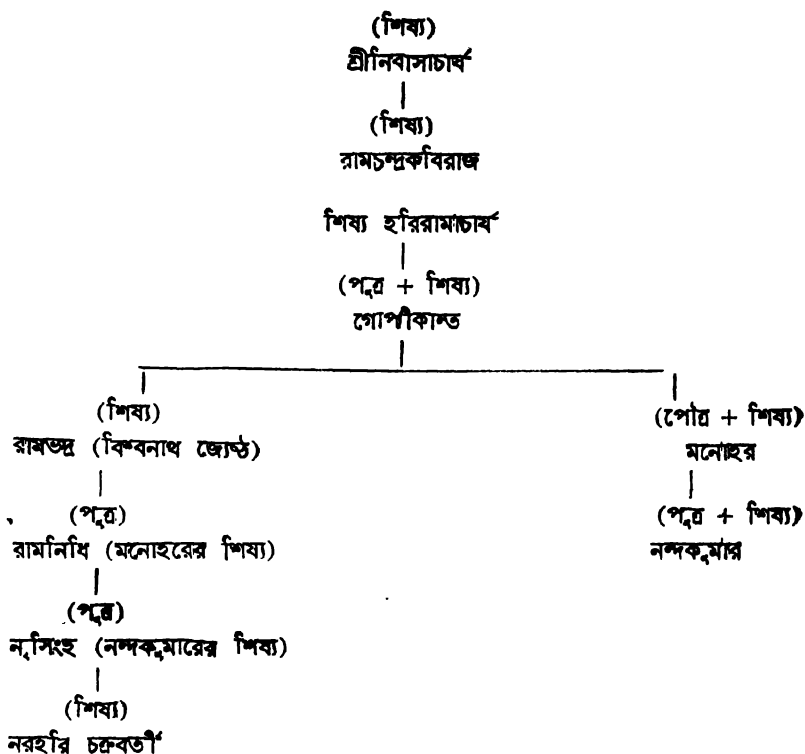 (শিষ্য)
শ্রীনিবাসাচার্য
(শিষ্য)
রামচন্দ্রকবিরাজ
শিষ্য হরিরামাচার্য
(পুত্র + শিষ্য)
গোপীকান্ত
(শিষ্য)
রামভদ্র (বিশ্বনাথ জ্যেষ্ঠ)
(পৌত্র + শিষ্য)
মনোহর
(পুত্র)
রামনিধি (মনোহরের শিষ্য)
(পুত্র + শিষ্য)
নন্দকুমার
(পুত্র)
নৃসিংহ (নন্দকুমারের শিষ্য)
(শিষ্য)
নরহরি চক্রবর্তী